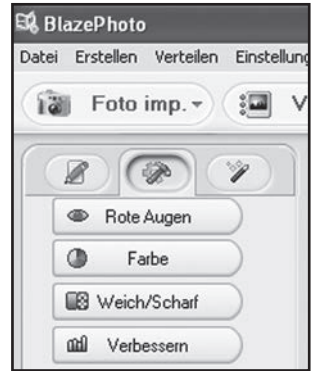 BlazePhoto
Datei Erstellen Verteilen Einstellung
Foto imp. V
Rote Augen
Farbe
Weich/Scharf
Verbessern